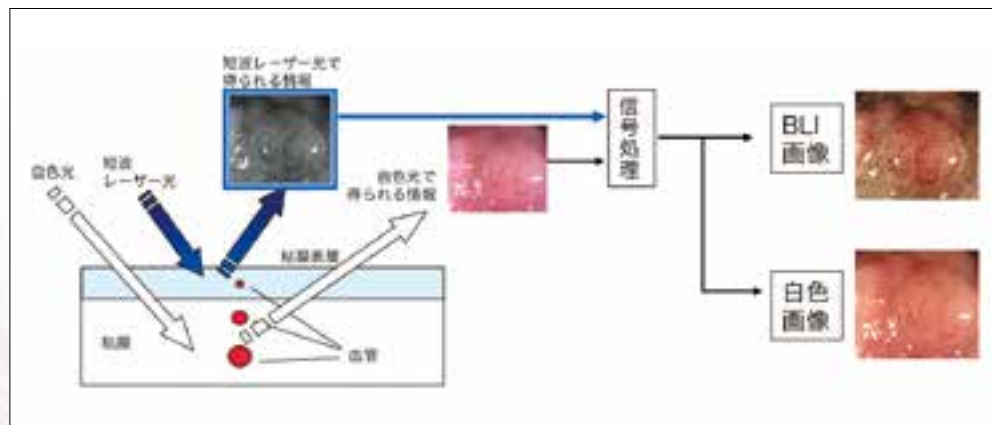 短波レーザー光で
得られる情報
白色光
短波
レーザー光
白色光で
得られる情報
信号処理
BLI
画像
白色
画像
粘膜表層
粘膜
血管